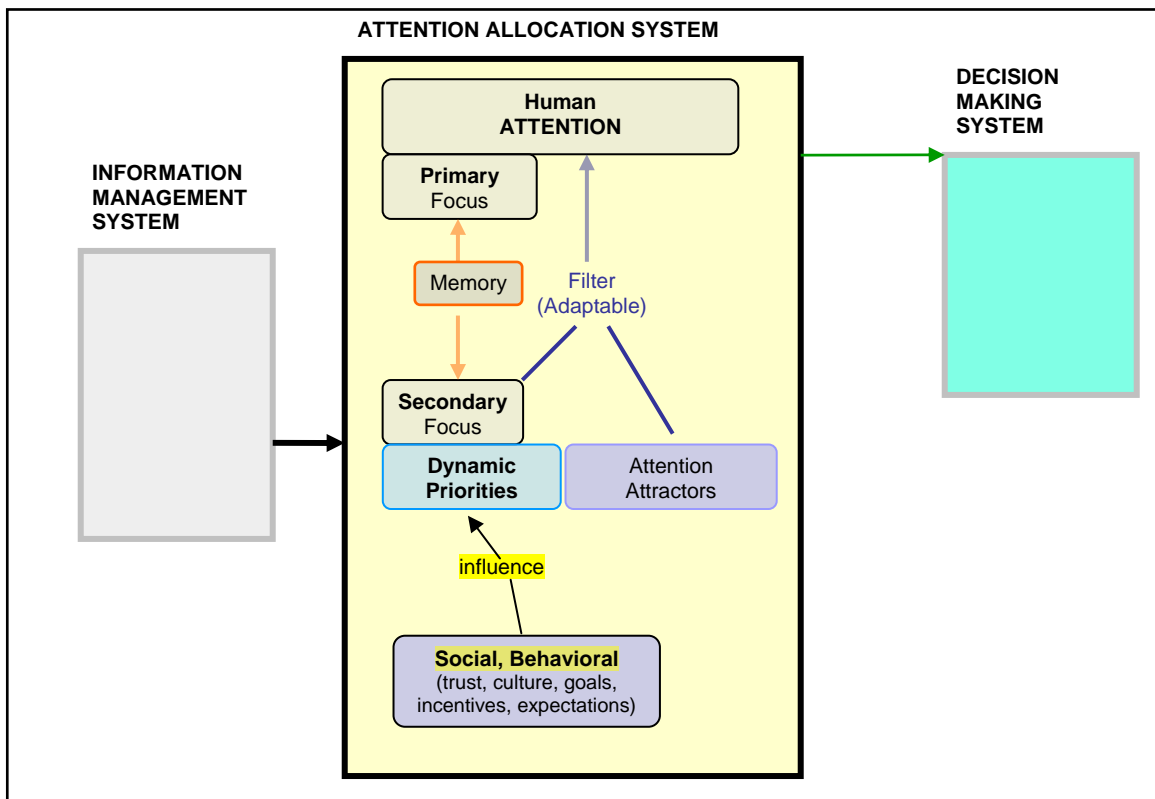 ATTENTION ALLOCATION SYSTEM
INFORMATION
MANAGEMENT
SYSTEM
Human
ATTENTION
Primary
Focus
Memory
Filter
(Adaptable)
Secondary
Focus
Dynamic
Priorities
Attention
Attractors
influence
Social, Behavioral
(trust, culture, goals,
incentives, expectations)
DECISION
MAKING
SYSTEM